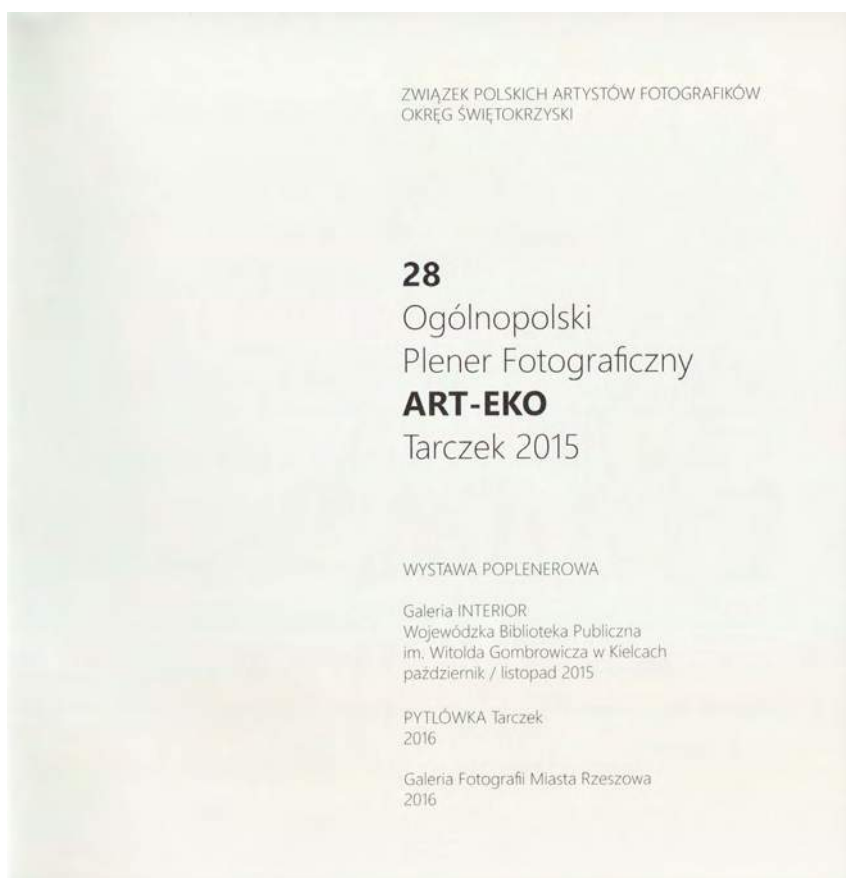 ZWIĄZEK POLSKICH ARTYSTÓW FOTOGRAFIKÓW
OKRĘG ŚWIĘTOKRZYSKI
28
Ogólnopolski
Plener Fotograficzny
ART-EKO
Tarczek 2015
WYSTAWA POPLENEROWA
Galeria INTERIOR
Wojewódzka Biblioteka Publiczna
im. Witolda Gombrowicza w Kielcach
październik / listopad 2015
PYTLÓWKA Tarczek
2016
Galeria Fotografii Miasta Rzeszowa
2016